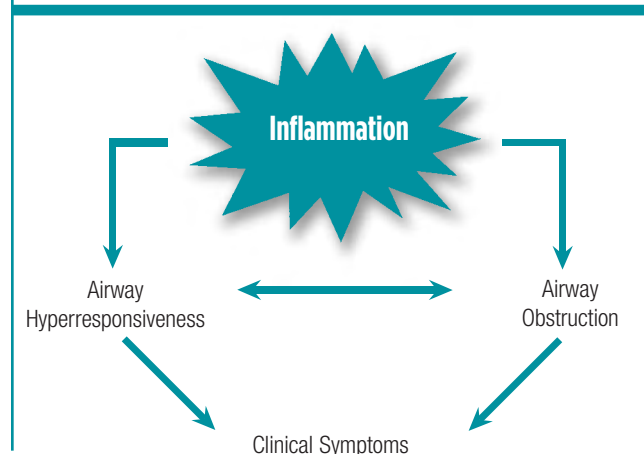 Inflammation
Airway
Hyperresponsiveness
Airway
Obstruction
Clinical Symptoms